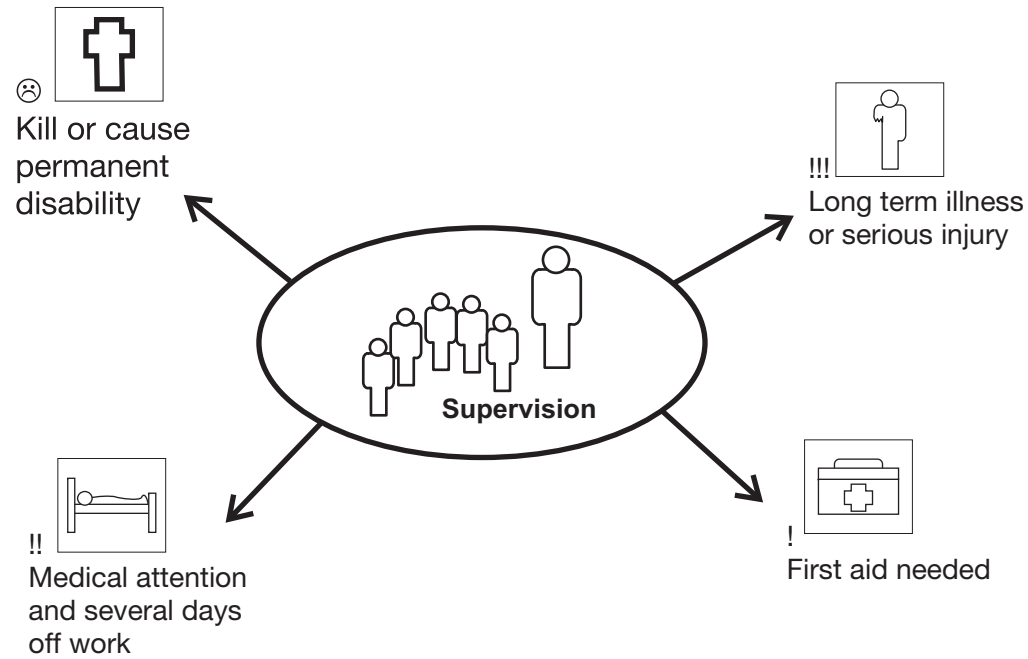 ☹
Kill or cause
permanent
disability
!!!
Long term illness
or serious injury
Supervision
!!
Medical attention
and several days
off work
!
First aid needed